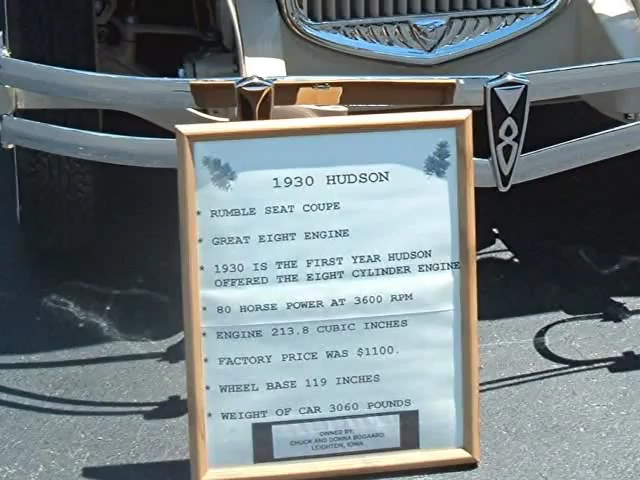 8
1930 HUDSON
* RUMBLE SEAT COUPE
* GREAT EIGHT ENGINE
* 1930 IS THE FIRST YEAR HUDSON
OFFERED THE EIGHT CYLINDER ENGINE
* 80 HORSE POWER AT 3600 RPM
* ENGINE 213.8 CUBIC INCHES
* FACTORY PRICE WAS $1100.
* WHEEL BASE 119 INCHES
* WEIGHT OF CAR 3060 POUNDS
OWNED BY:
CHUCK AND DONNA BOGAARD
LEIGHTON, IOWA